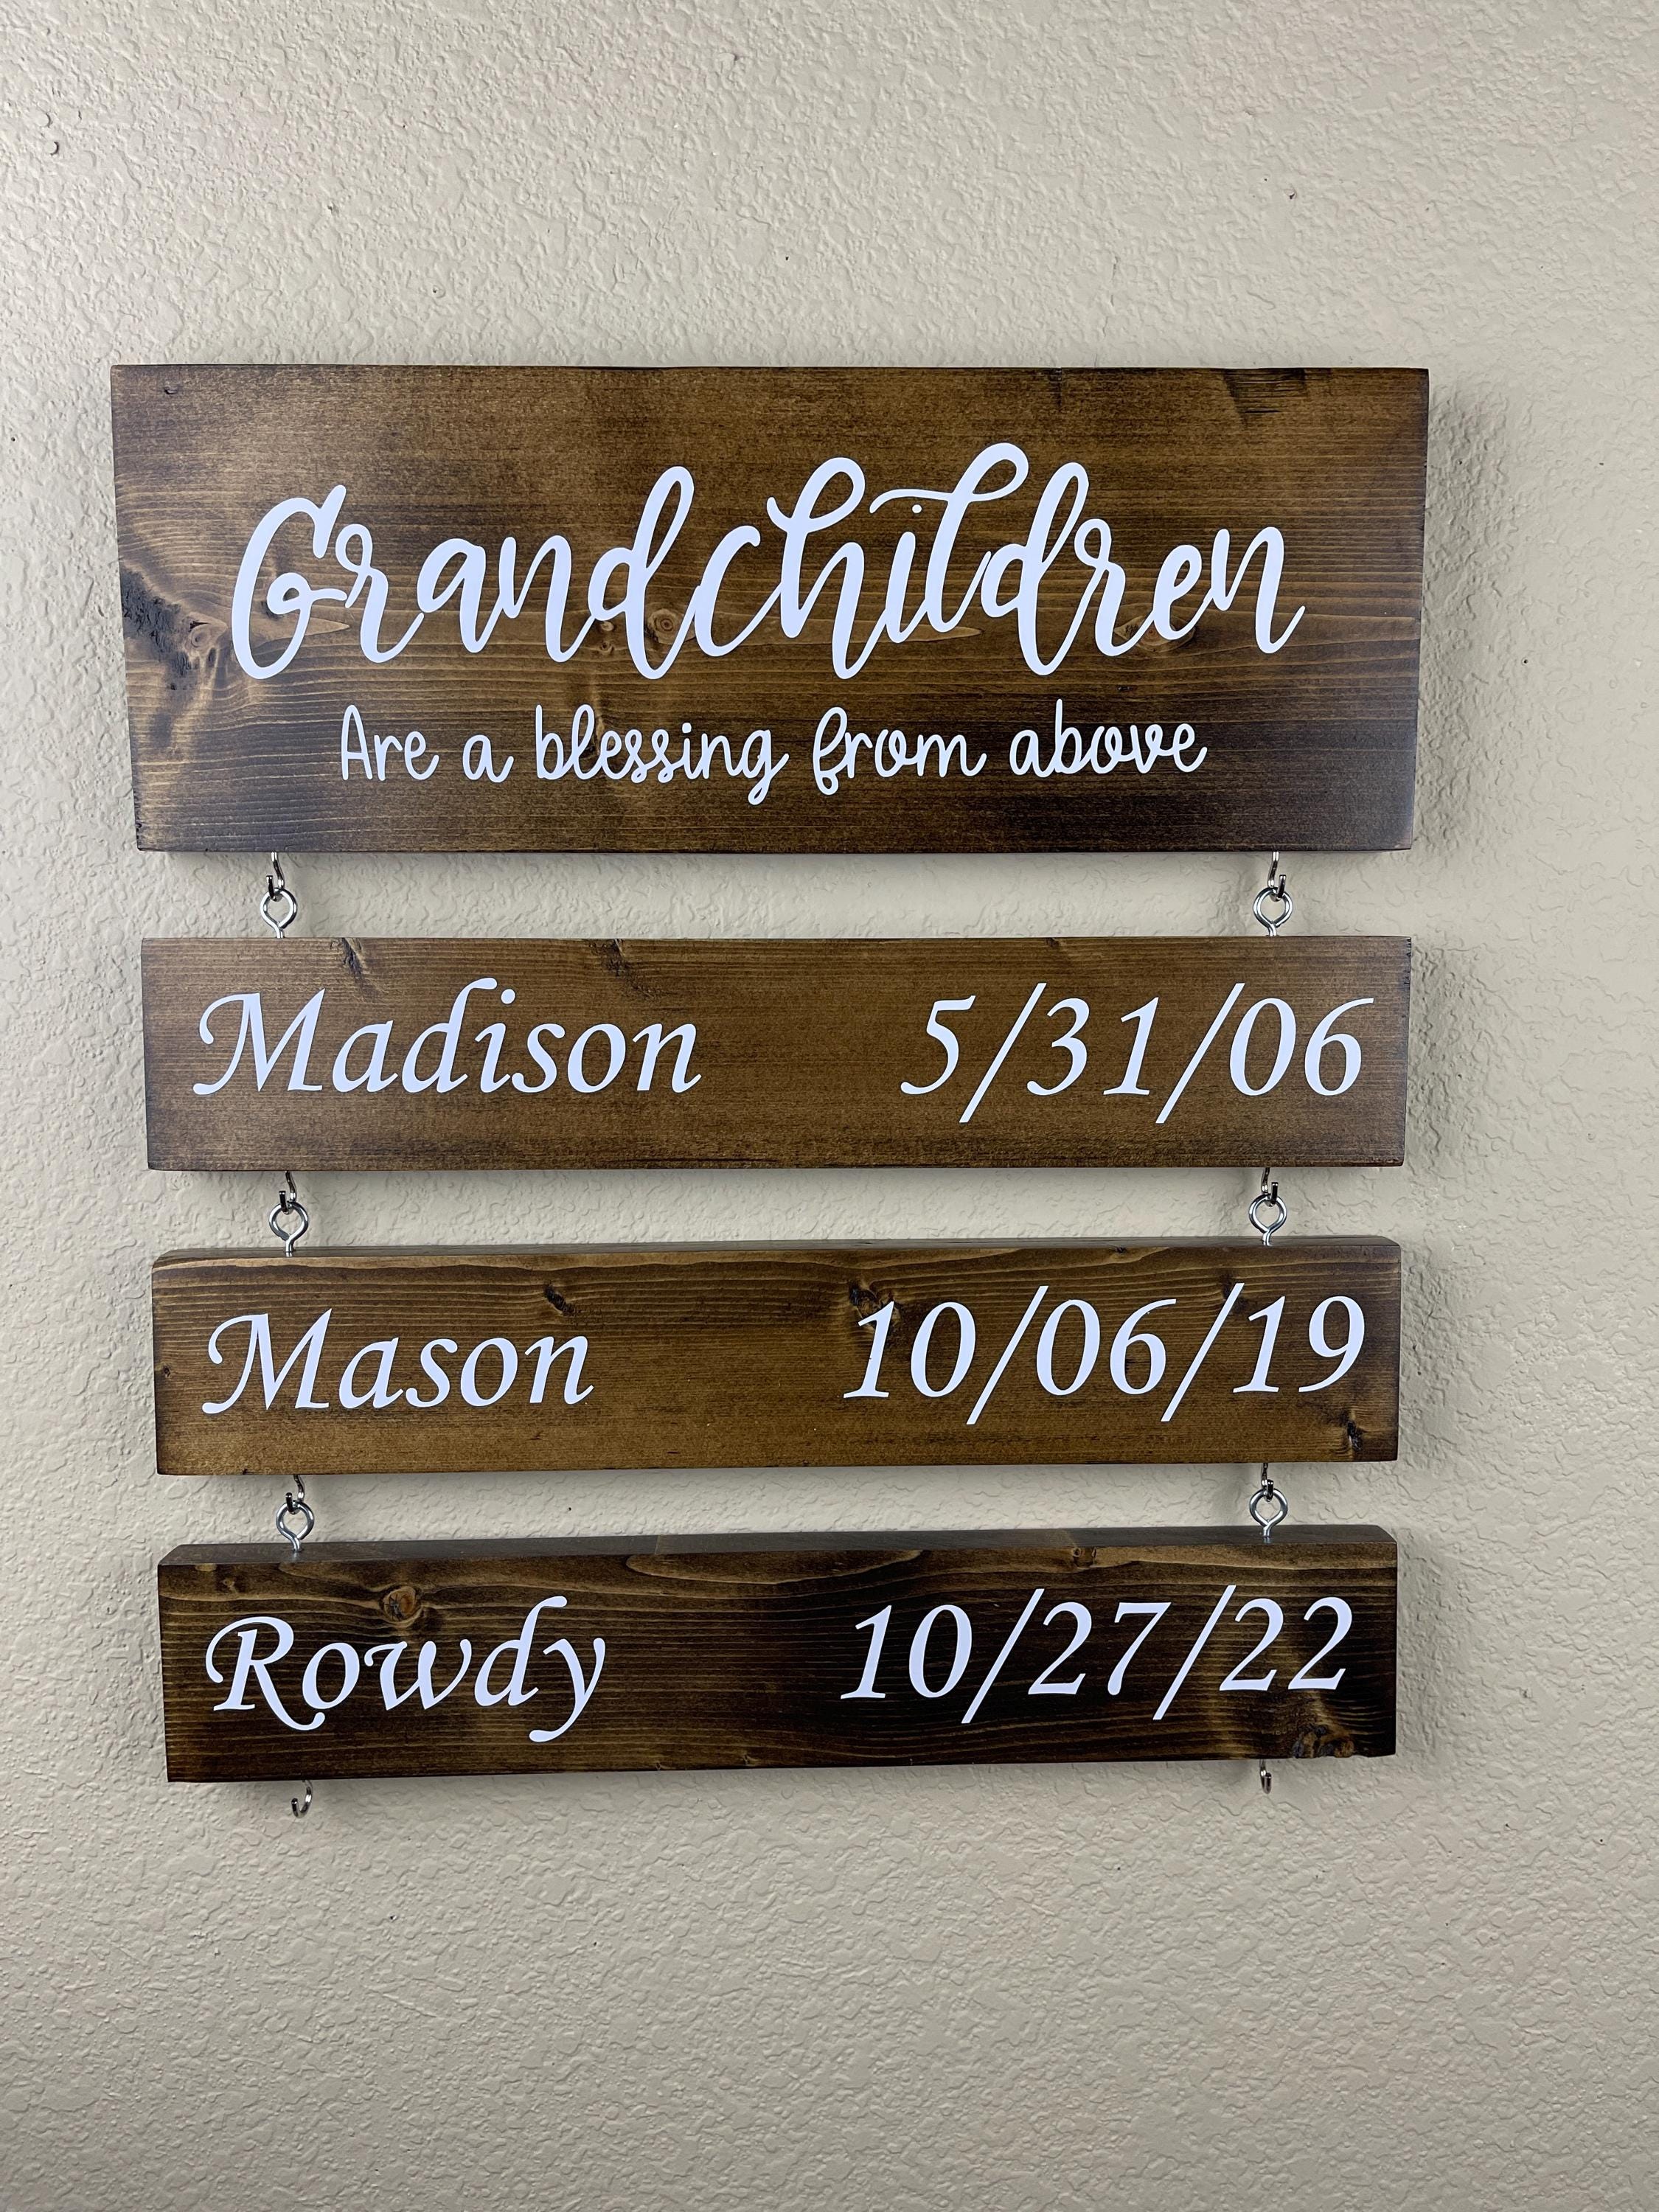 Grandchildren
Are a blessing from above
Madison 5/31/06
Mason 10/06/19
Rowdy 10/27/22